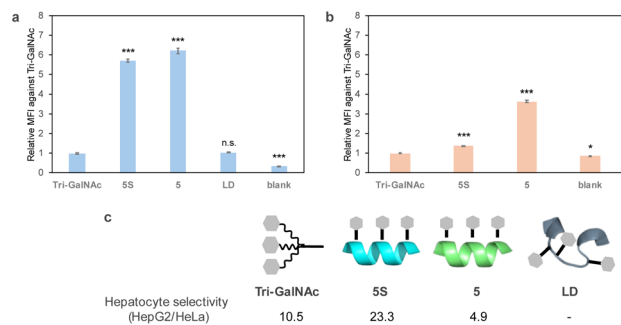 a
Relative MFI against Tri-GalNAc
8
7
6
5
4
3
2
1
0
***
***
n.s.
***
Tri-GalNAc 5S 5 LD blank
b
Relative MFI against Tri-GalNAc
8
7
6
5
4
3
2
1
0
***
***
*
Tri-GalNAc 5S 5 blank
c
Tri-GalNAc 5S 5 LD
Hepatocyte selectivity
(HepG2/HeLa) 10.5 23.3 4.9 -